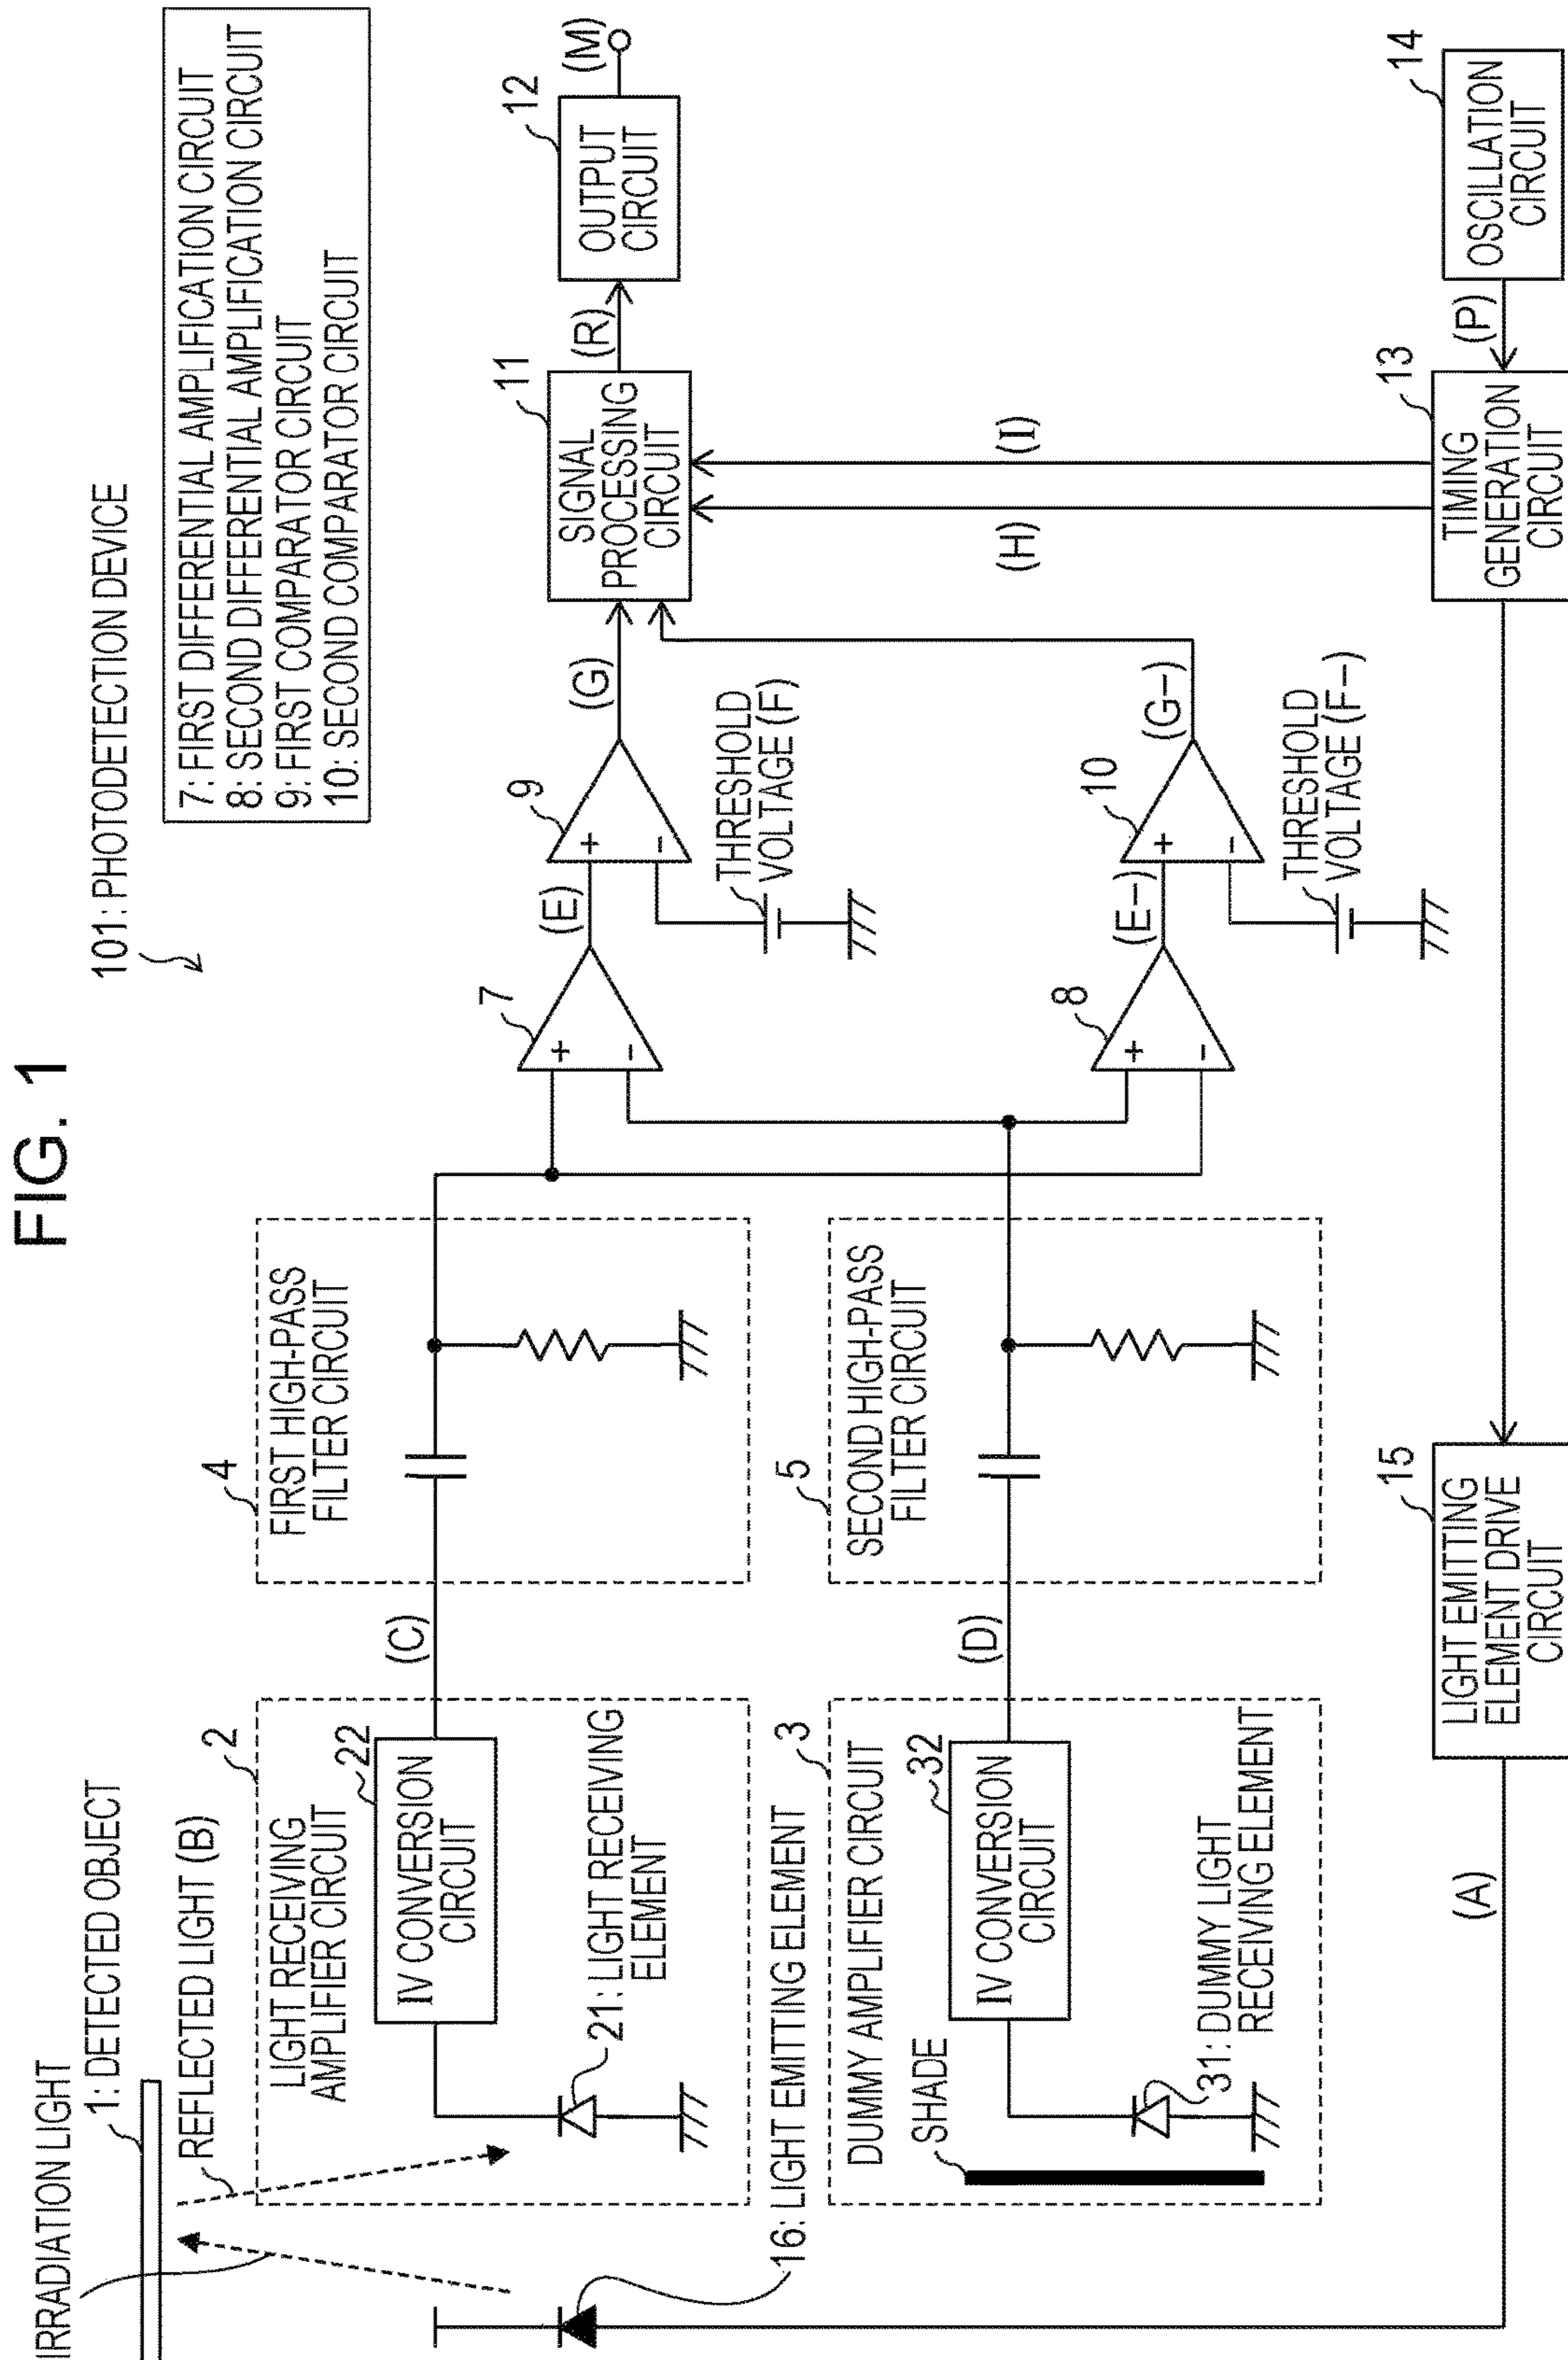 FIG. 1
101: PHOTODETECTION DEVICE
7: FIRST DIFFERENTIAL AMPLIFICATION CIRCUIT
8: SECOND DIFFERENTIAL AMPLIFICATION CIRCUIT
9: FIRST COMPARATOR CIRCUIT
10: SECOND COMPARATOR CIRCUIT
IRRADIATION LIGHT
1: DETECTED OBJECT
REFLECTED LIGHT (B)
2
LIGHT RECEIVING
AMPLIFIER CIRCUIT
22
IV CONVERSION
CIRCUIT
21: LIGHT RECEIVING
ELEMENT
16: LIGHT EMITTING ELEMENT
(C)
4
FIRST HIGH-PASS
FILTER CIRCUIT
7
+
−
(E)
9
+
−
THRESHOLD
VOLTAGE (F)
(G)
11
SIGNAL
PROCESSING
CIRCUIT
(R)
12
OUTPUT
CIRCUIT
(M)
3
DUMMY AMPLIFIER CIRCUIT
SHADE
32
IV CONVERSION
CIRCUIT
31: DUMMY LIGHT
RECEIVING ELEMENT
(D)
5
SECOND HIGH-PASS
FILTER CIRCUIT
8
+
−
(E−)
10
+
−
THRESHOLD
VOLTAGE (F−)
(G−)
(H)
(I)
(A)
15
LIGHT EMITTING
ELEMENT DRIVE
CIRCUIT
13
TIMING
GENERATION
CIRCUIT
(P)
14
OSCILLATION
CIRCUIT